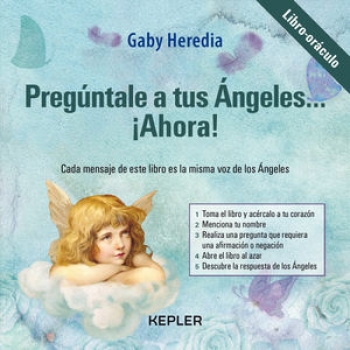 Libro-oráculo
Gaby Heredia
Pregúntale a tus Ángeles...
¡Ahora!
Cada mensaje de este libro es la misma voz de los Ángeles
1 Toma el libro y acércalo a tu corazón
2 Menciona tu nombre
3 Realiza una pregunta que requiera
una afirmación o negación
4 Abre el libro al azar
5 Descubre la respuesta de los Ángeles
KEPLER